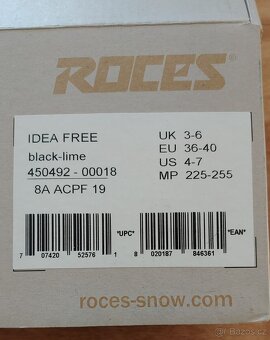 ROCES
IDEA FREE
black-lime
450492 - 00018
8A ACPF 19
UK 3-6
EU 36-40
US 4-7
MP 225-255
*UPC*
*EAN*
7 07420 52576 1
8 020187 846361
roces-snow.com